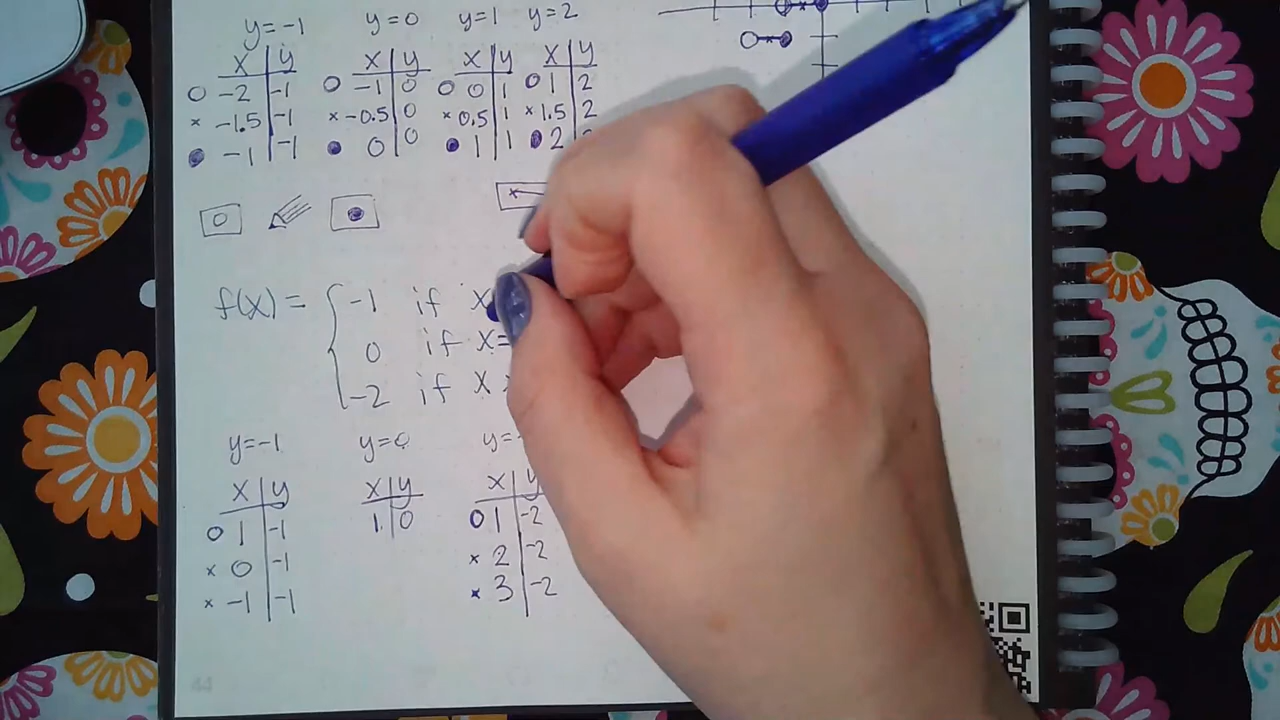 y=-1 y=0 y=1 y=2
x y x y x y x y
-2 -1 -1 0 0 1 1 2
-1.5 -1 -0.5 0 0.5 1 1.5 2
-1 -1 0 0 1 1 2
f(x) = { -1 if x
0 if x=
-2 if x
y=-1 y=0 y=
x y x y x y
1 -1 1 0 1 -2
0 -1 2 -2
-1 -1 3 -2
44